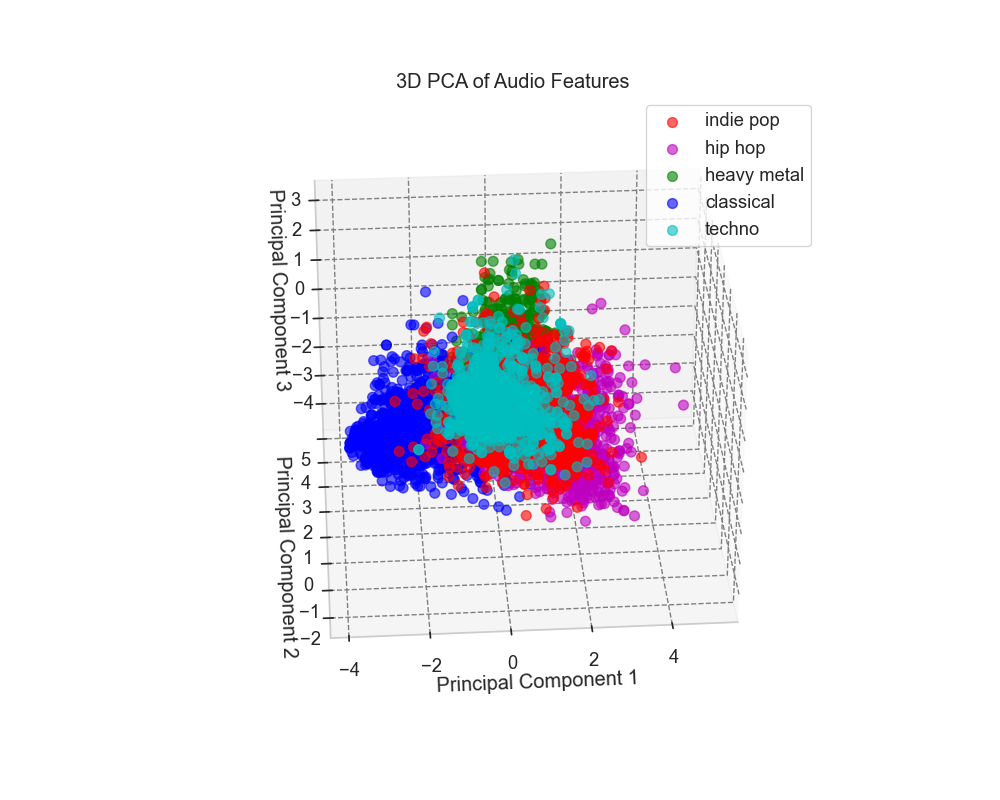 3D PCA of Audio Features
indie pop
hip hop
heavy metal
classical
techno
Principal Component 3
3
2
1
0
−1
−2
−3
−4
Principal Component 2
5
4
3
2
1
0
−1
−2
−4
−2
0
2
4
Principal Component 1